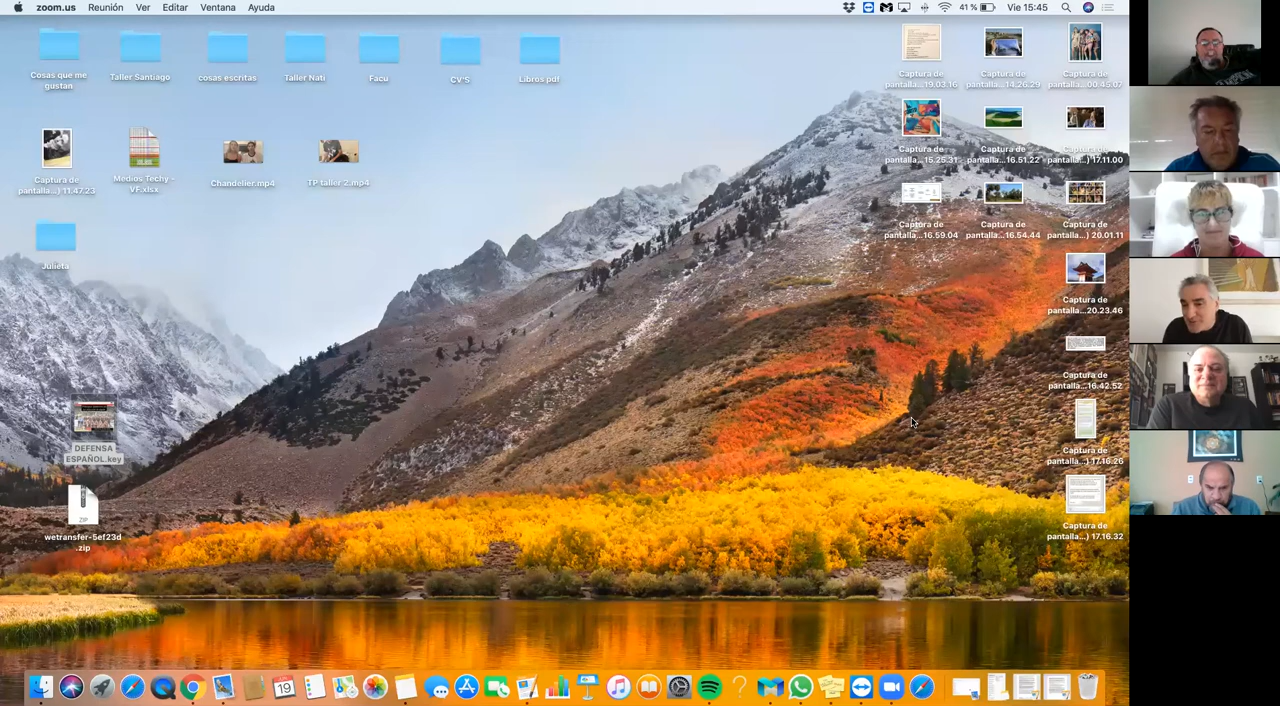 zoom.us Reunión Ver Editar Ventana Ayuda
41 % Vie 15:45
Cosas que me
gustan
Taller Santiago
cosas escritas
Taller Nati
Facu
CV'S
Libros pdf
Captura de
pantalla...19.03.16
Captura de
pantalla...14.26.29
Captura de
pantalla...00.45.07
Captura de
pantalla...) 11.47.23
Medios Techy -
VF.xlsx
Chandelier.mp4
TP taller 2.mp4
Captura de
pantalla...15.25.31
Captura de
pantalla...16.51.22
Captura de
pantalla...) 17.11.00
Julieta
Captura de
pantalla...16.59.04
Captura de
pantalla...16.54.44
Captura de
pantalla...) 20.01.11
Captura de
pantalla...20.23.46
Captura de
pantalla...16.42.52
DEFENSA
ESPAÑOL.key
Captura de
pantalla...) 17.16.26
ZIP
wetransfer-5ef23d
.zip
Captura de
pantalla...) 17.16.32
19